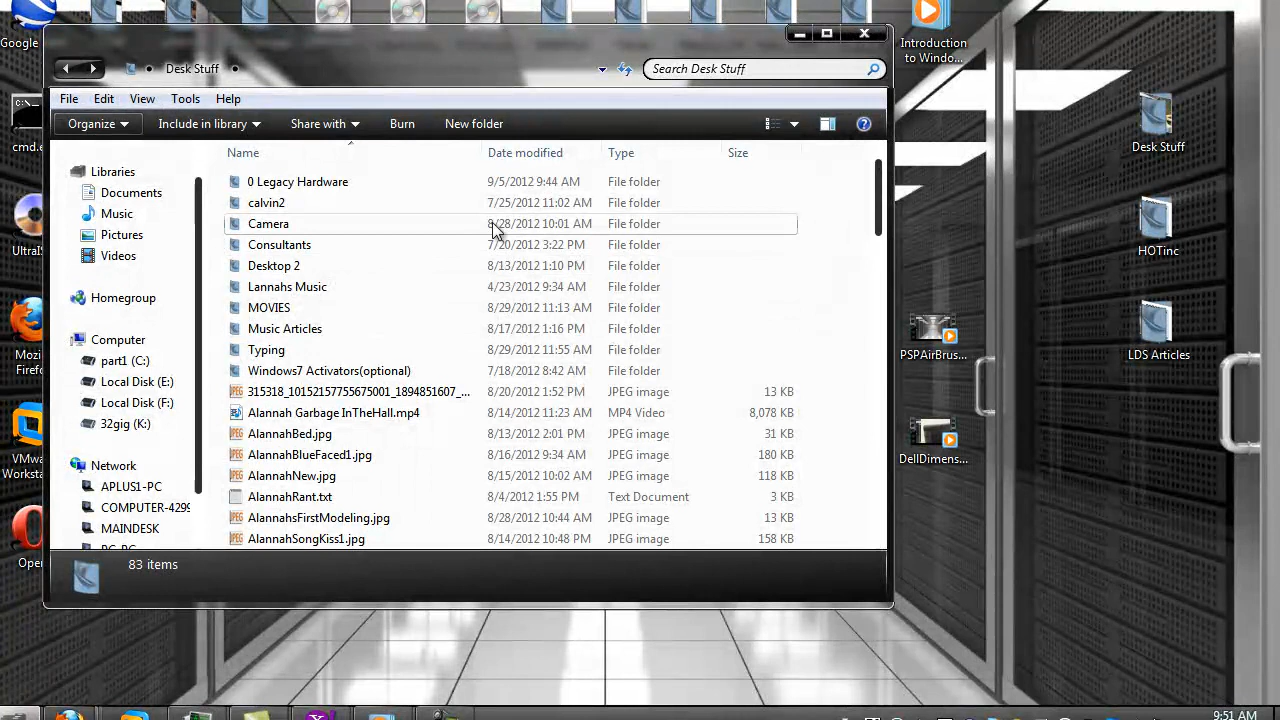 Google
cmd.e
UltraIS
Mozi
Firefo
VMw
Worksta
Ope
Introduction
to Windo...
PSPAirBrus...
DellDimens...
Desk Stuff
HOTinc
LDS Articles
Desk Stuff
Search Desk Stuff
File Edit View Tools Help
Organize Include in library Share with Burn New folder
Libraries
Documents
Music
Pictures
Videos
Homegroup
Computer
part1 (C:)
Local Disk (E:)
Local Disk (F:)
32gig (K:)
Network
APLUS1-PC
COMPUTER-4299
MAINDESK
Name Date modified Type Size
0 Legacy Hardware 9/5/2012 9:44 AM File folder
calvin2 7/25/2012 11:02 AM File folder
Camera 8/28/2012 10:01 AM File folder
Consultants 7/20/2012 3:22 PM File folder
Desktop 2 8/13/2012 1:10 PM File folder
Lannahs Music 4/23/2012 9:34 AM File folder
MOVIES 8/29/2012 11:13 AM File folder
Music Articles 8/17/2012 1:16 PM File folder
Typing 8/29/2012 11:55 AM File folder
Windows7 Activators(optional) 7/18/2012 8:42 AM File folder
315318_10152157755675001_1894851607_... 8/20/2012 1:52 PM JPEG image 13 KB
Alannah Garbage InTheHall.mp4 8/14/2012 11:23 AM MP4 Video 8,078 KB
AlannahBed.jpg 8/13/2012 2:01 PM JPEG image 31 KB
AlannahBlueFaced1.jpg 8/16/2012 9:34 AM JPEG image 180 KB
AlannahNew.jpg 8/15/2012 10:02 AM JPEG image 118 KB
AlannahRant.txt 8/4/2012 1:55 PM Text Document 3 KB
AlannahsFirstModeling.jpg 8/28/2012 10:44 AM JPEG image 13 KB
AlannahSongKiss1.jpg 8/14/2012 10:48 PM JPEG image 158 KB
83 items
9:51 AM